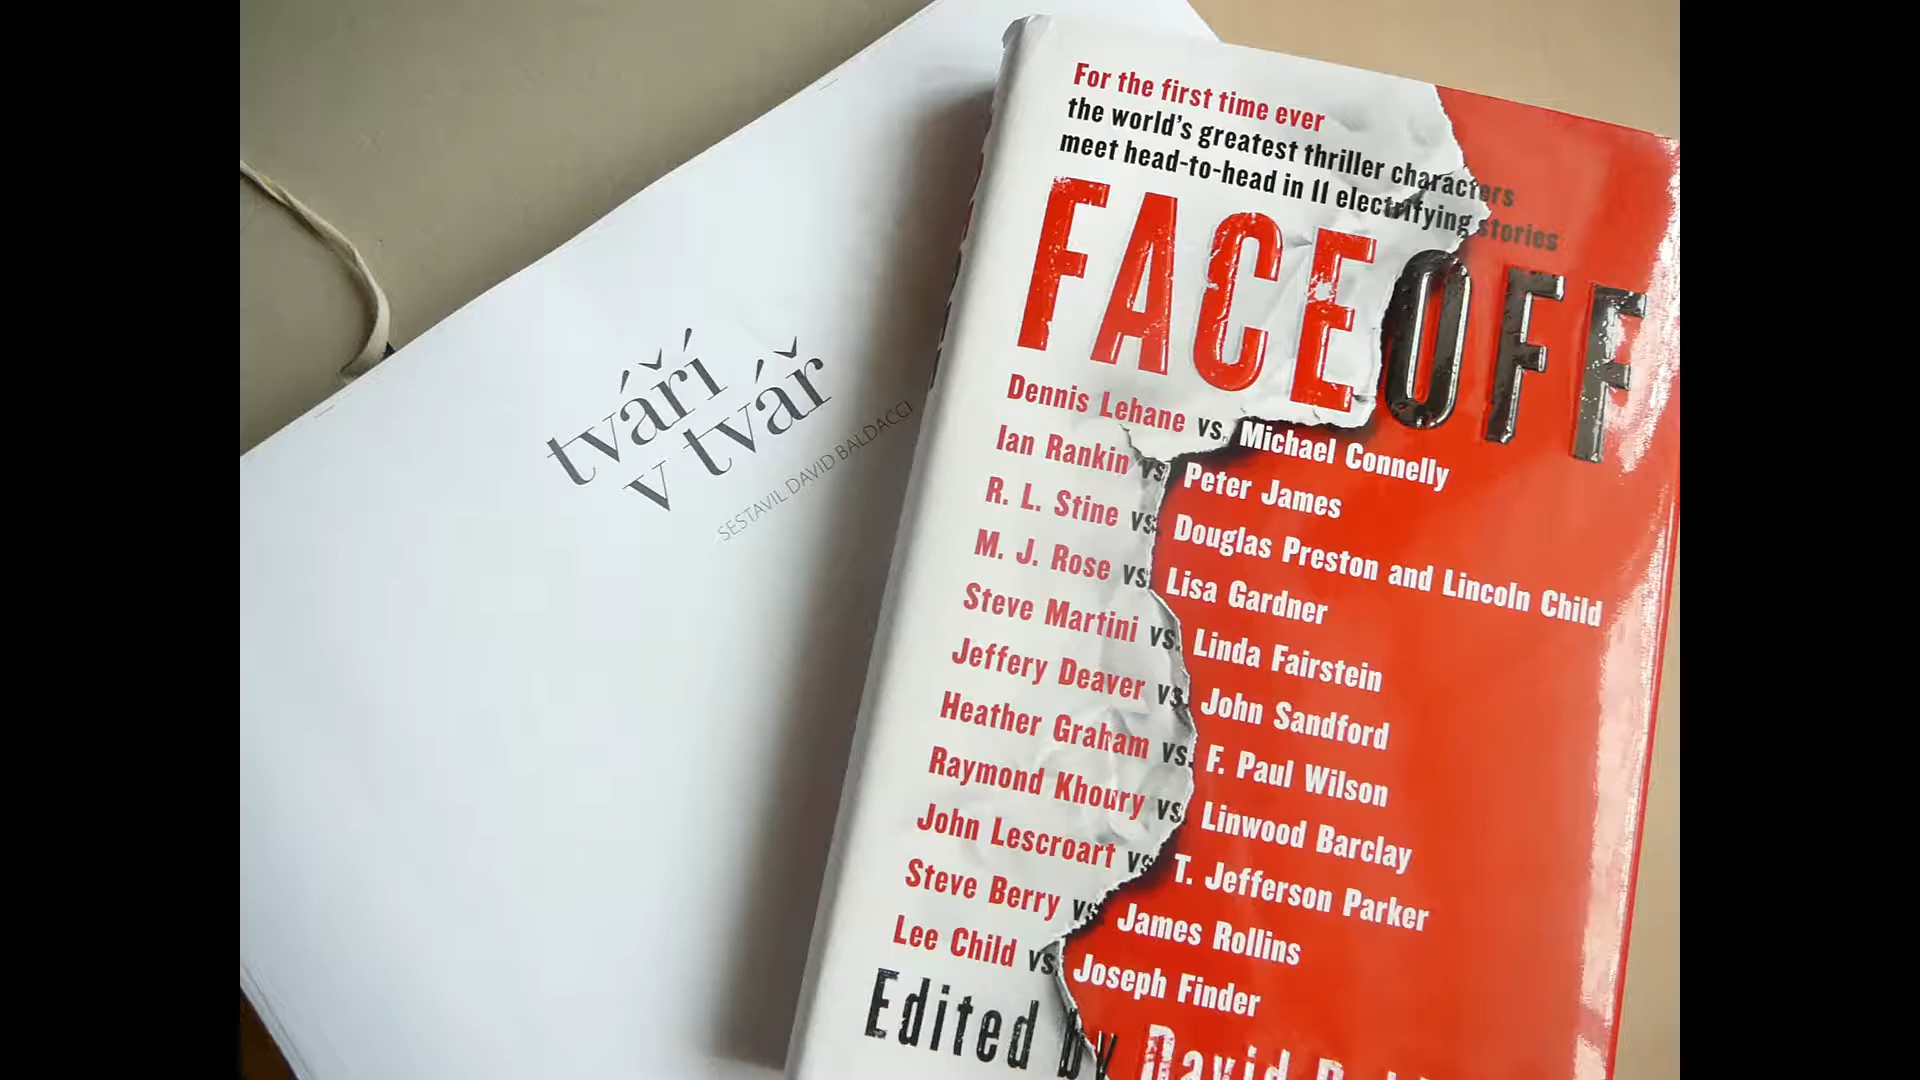 tváří
v tvář
SESTAVIL DAVID BALDACCI
For the first time ever
the world's greatest thriller characters
meet head-to-head in 11 electrifying stories
FACEOFF
Dennis Lehane vs. Michael Connelly
Ian Rankin vs. Peter James
R. L. Stine vs. Douglas Preston and Lincoln Child
M. J. Rose vs. Lisa Gardner
Steve Martini vs. Linda Fairstein
Jeffery Deaver vs. John Sandford
Heather Graham vs. F. Paul Wilson
Raymond Khoury vs. Linwood Barclay
John Lescroart vs. T. Jefferson Parker
Steve Berry vs. James Rollins
Lee Child vs. Joseph Finder
Edited by David